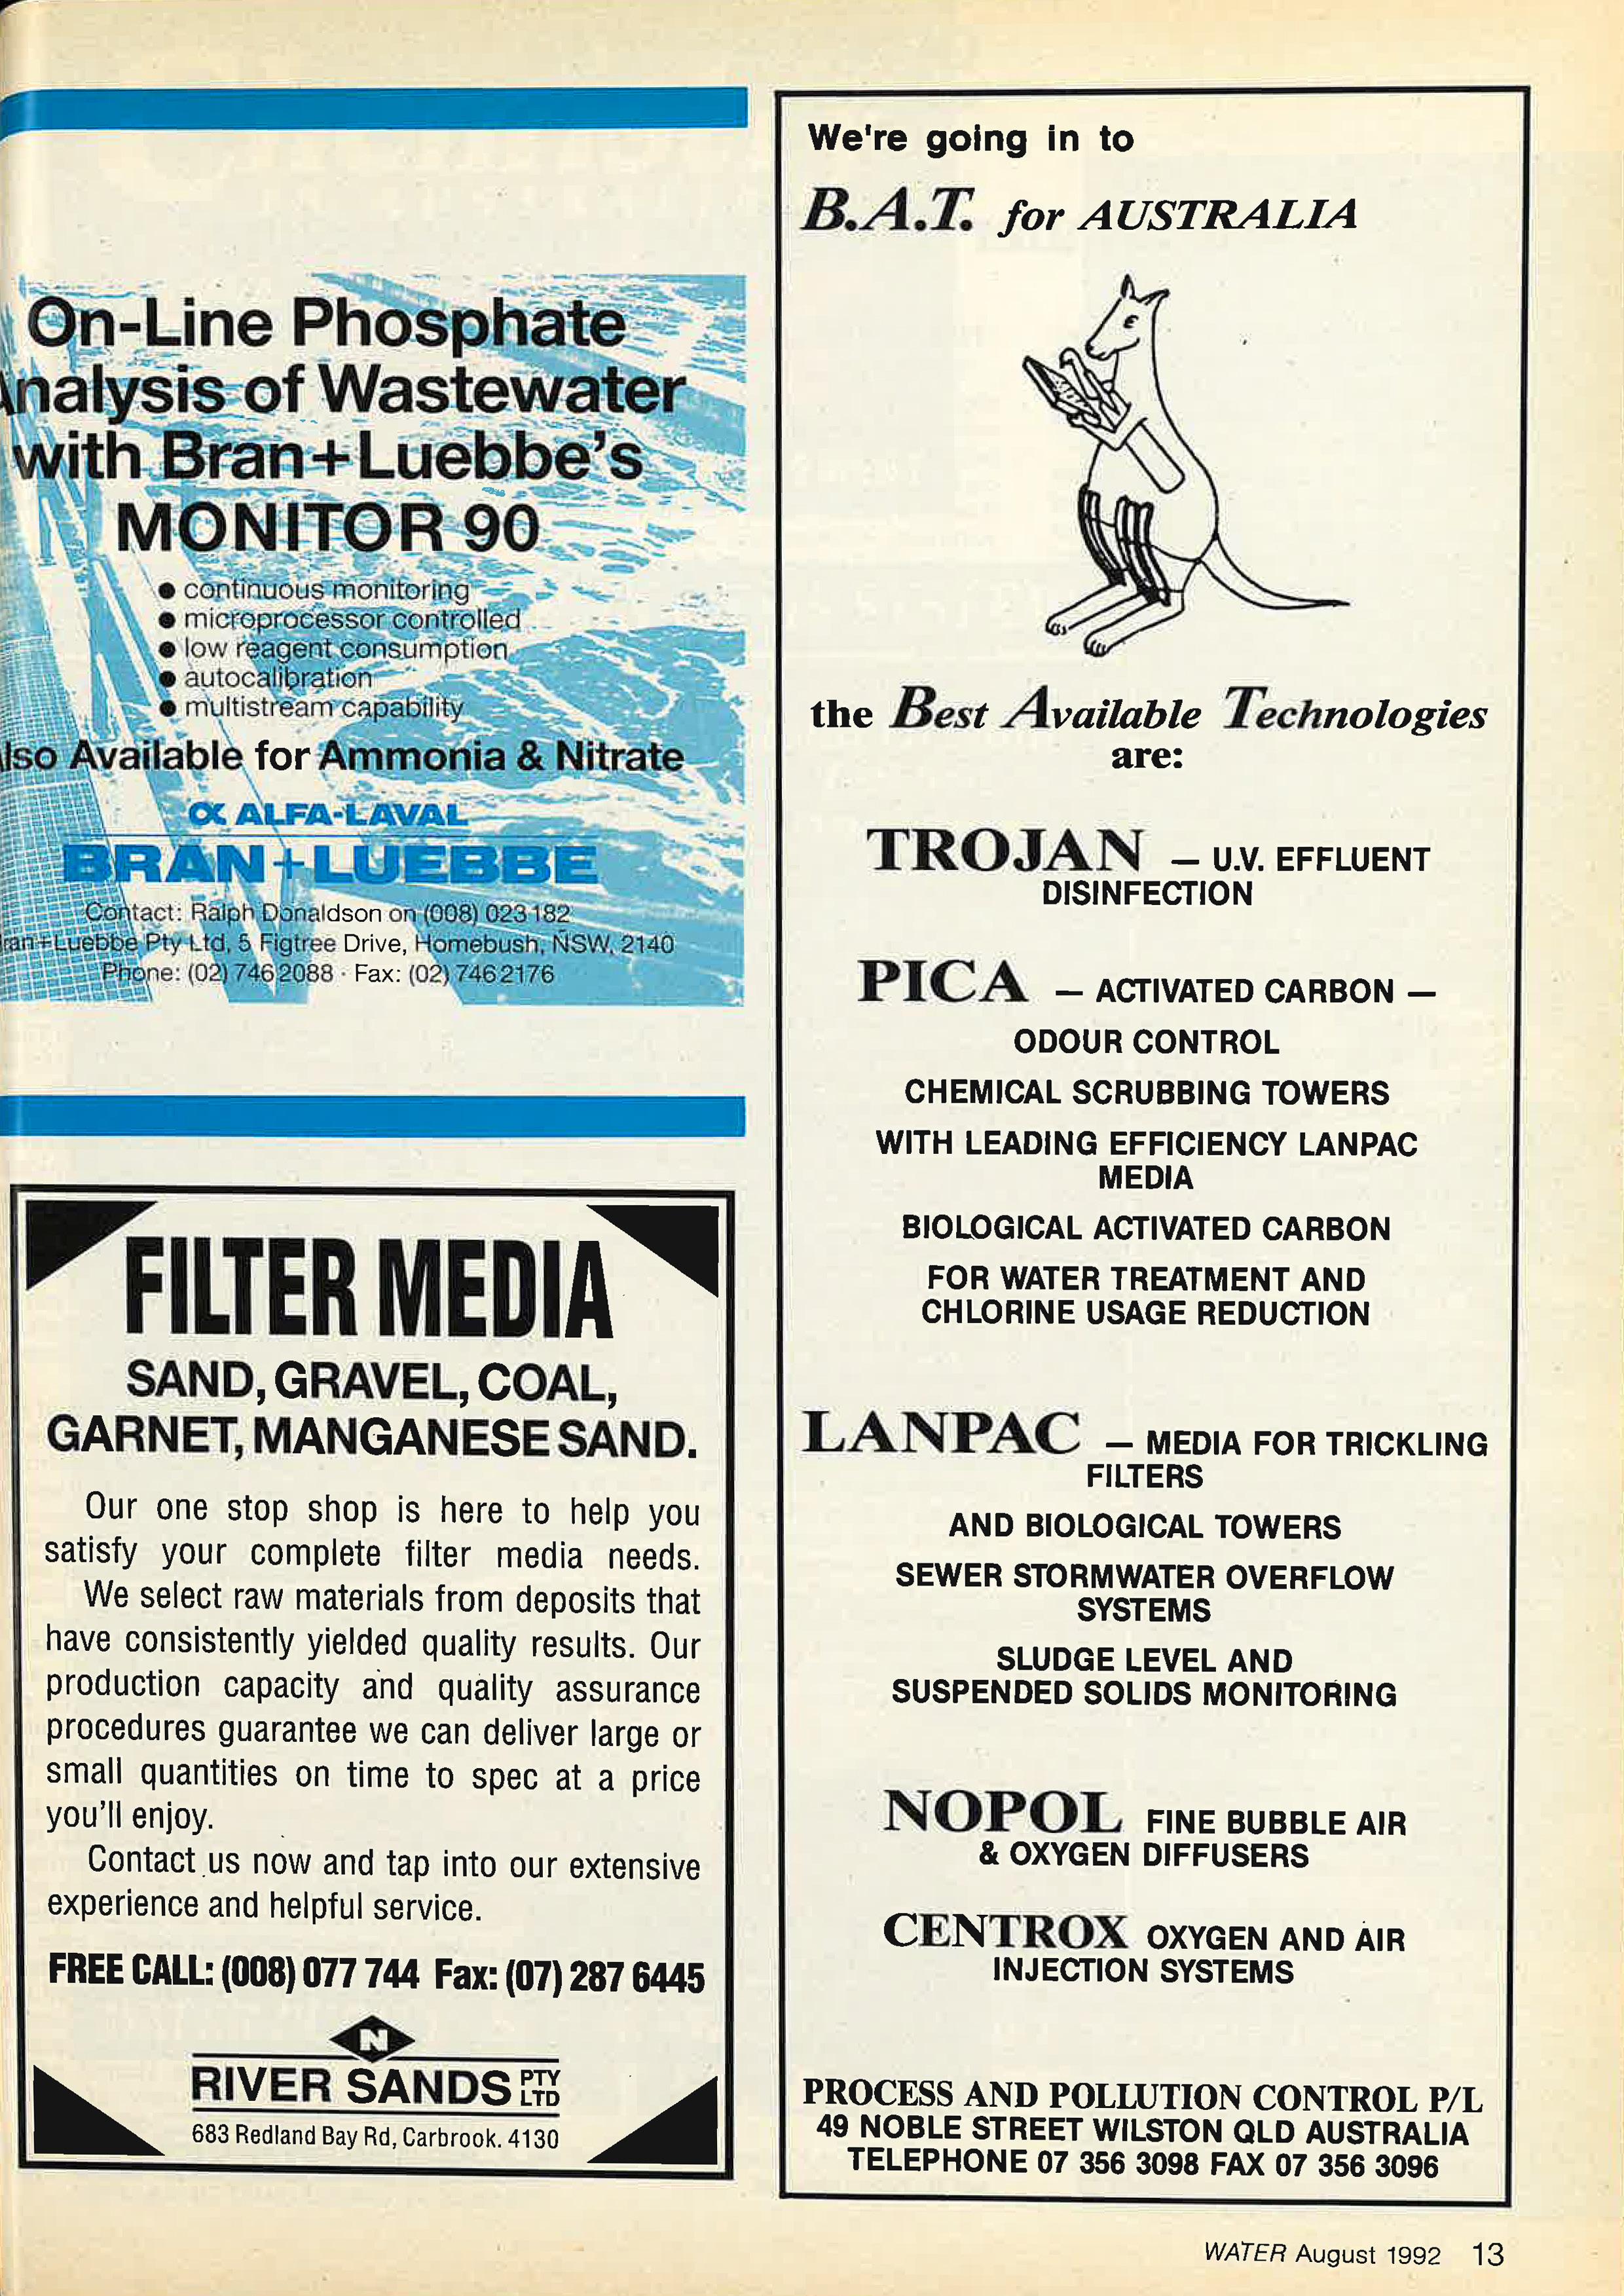 On-Line Phosphate
Analysis of Wastewater
with Bran+Luebbe's
MONITOR 90
● continuous monitoring
● microprocessor controlled
● low reagent consumption
● autocalibration
● multistream capability
Also Available for Ammonia & Nitrate
α ALFA-LAVAL
BRAN+LUEBBE
Contact: Ralph Donaldson on (008) 023 182
Bran+Luebbe Pty Ltd, 5 Figtree Drive, Homebush, NSW, 2140
Phone: (02) 746 2088 · Fax: (02) 746 2176
FILTER MEDIA
SAND, GRAVEL, COAL,
GARNET, MANGANESE SAND.
Our one stop shop is here to help you
satisfy your complete filter media needs.
We select raw materials from deposits that
have consistently yielded quality results. Our
production capacity and quality assurance
procedures guarantee we can deliver large or
small quantities on time to spec at a price
you'll enjoy.
Contact us now and tap into our extensive
experience and helpful service.
FREE CALL: (008) 077 744 Fax: (07) 287 6445
N
RIVER SANDS PTY LTD
683 Redland Bay Rd, Carbrook. 4130
We're going in to
B.A.T. for AUSTRALIA
the Best Available Technologies
are:
TROJAN – U.V. EFFLUENT
DISINFECTION
PICA – ACTIVATED CARBON –
ODOUR CONTROL
CHEMICAL SCRUBBING TOWERS
WITH LEADING EFFICIENCY LANPAC
MEDIA
BIOLOGICAL ACTIVATED CARBON
FOR WATER TREATMENT AND
CHLORINE USAGE REDUCTION
LANPAC – MEDIA FOR TRICKLING
FILTERS
AND BIOLOGICAL TOWERS
SEWER STORMWATER OVERFLOW
SYSTEMS
SLUDGE LEVEL AND
SUSPENDED SOLIDS MONITORING
NOPOL FINE BUBBLE AIR
& OXYGEN DIFFUSERS
CENTROX OXYGEN AND AIR
INJECTION SYSTEMS
PROCESS AND POLLUTION CONTROL P/L
49 NOBLE STREET WILSTON QLD AUSTRALIA
TELEPHONE 07 356 3098 FAX 07 356 3096
WATER August 1992 13